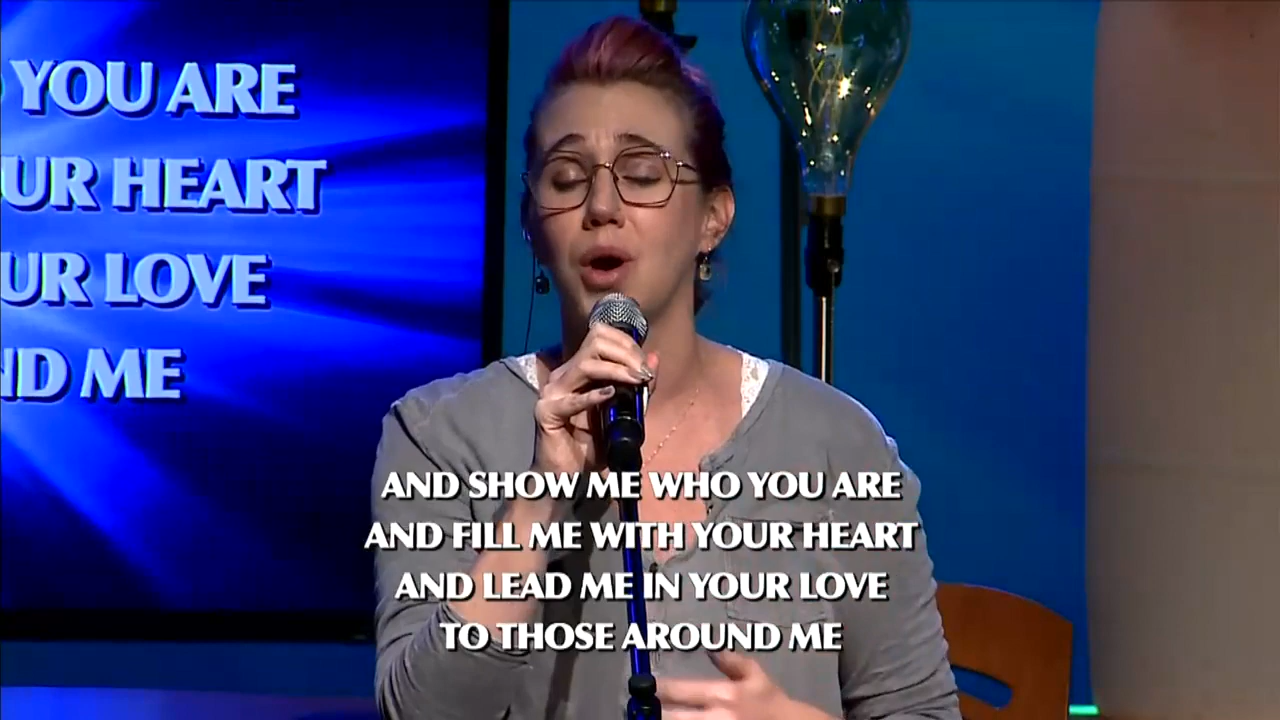 YOU ARE
UR HEART
UR LOVE
ND ME
AND SHOW ME WHO YOU ARE
AND FILL ME WITH YOUR HEART
AND LEAD ME IN YOUR LOVE
TO THOSE AROUND ME